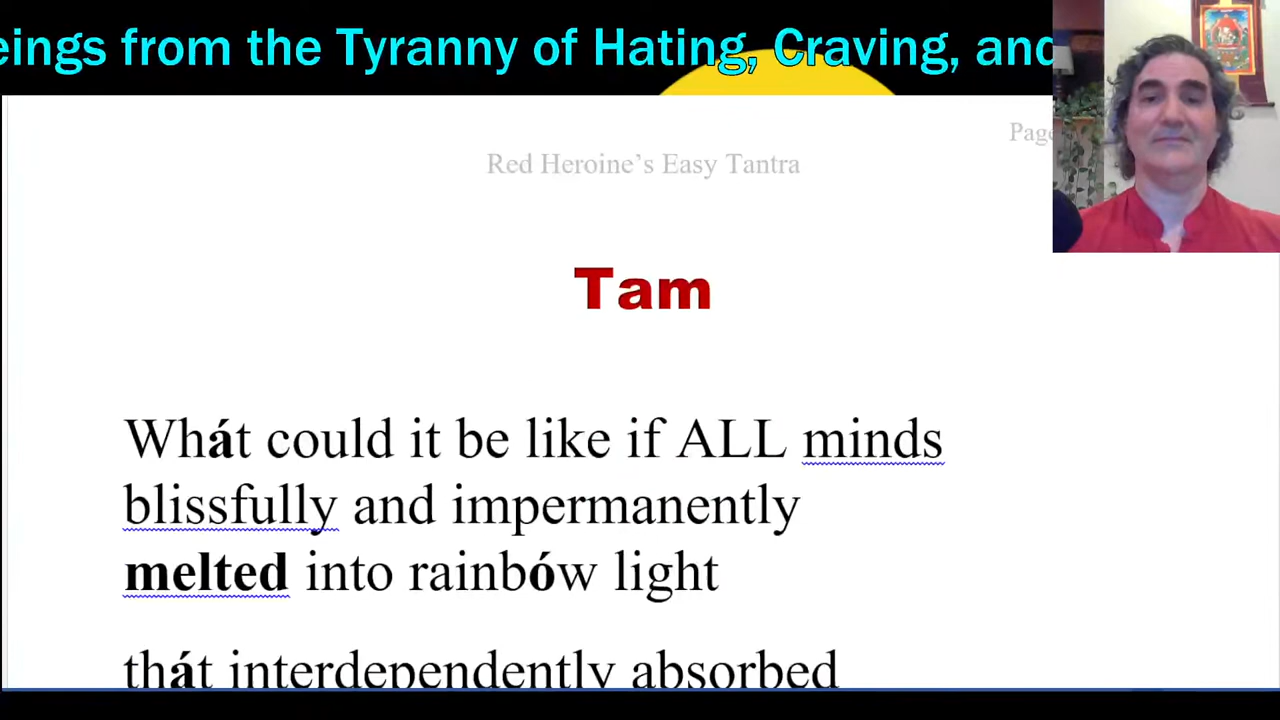 eings from the Tyranny of Hating, Craving, and
Page
Red Heroine's Easy Tantra
Tam
Whát could it be like if ALL minds
blissfully and impermanently
melted into rainbów light
thát interdependently absorbed